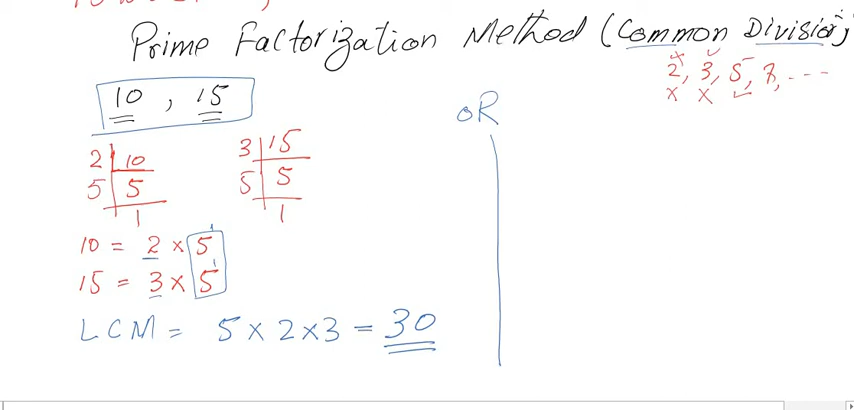 Prime Factorization Method (Common Division)
2, 3, 5, 7, ----
10 , 15
OR
2 | 10
5 | 5
1
3 | 15
5 | 5
1
10 = 2 × 5
15 = 3 × 5
LCM = 5 × 2 × 3 = 30